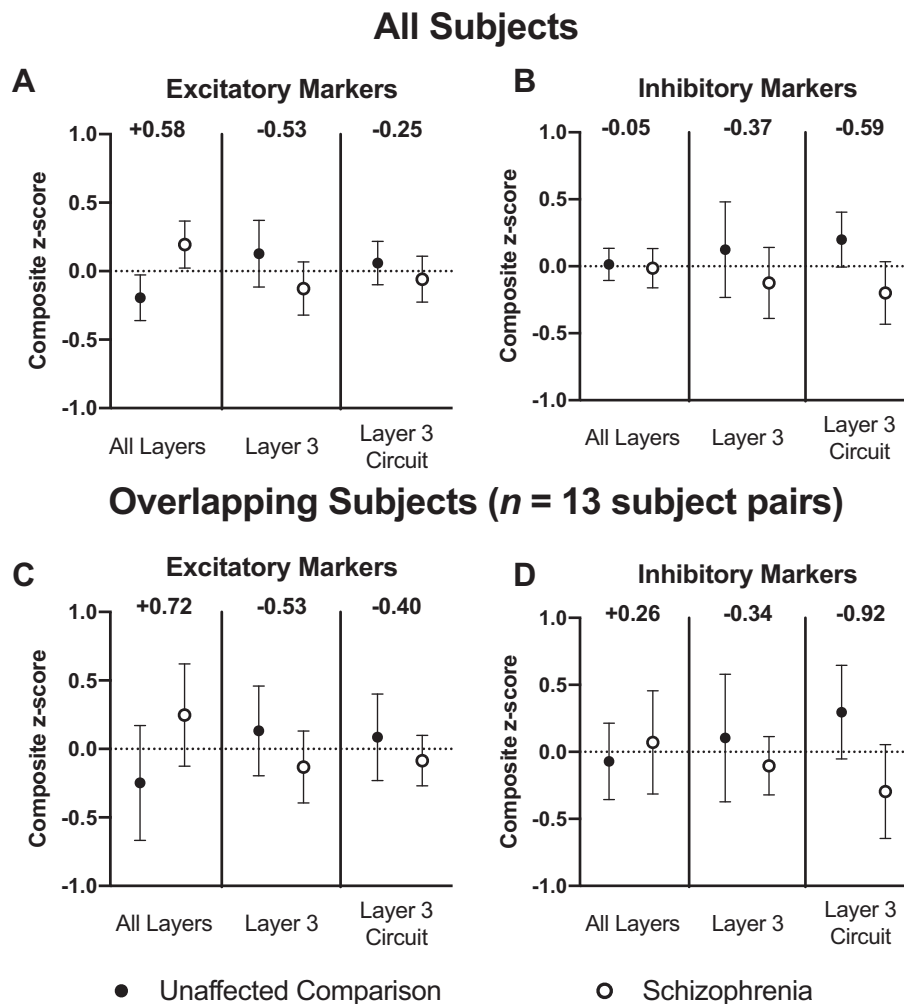 All Subjects
A
Excitatory Markers
+0.58 -0.53 -0.25
Composite z-score
1.0
0.5
0.0
-0.5
-1.0
All Layers
Layer 3
Layer 3
Circuit
B
Inhibitory Markers
-0.05 -0.37 -0.59
Composite z-score
1.0
0.5
0.0
-0.5
-1.0
All Layers
Layer 3
Layer 3
Circuit
Overlapping Subjects (n = 13 subject pairs)
C
Excitatory Markers
+0.72 -0.53 -0.40
Composite z-score
1.0
0.5
0.0
-0.5
-1.0
All Layers
Layer 3
Layer 3
Circuit
D
Inhibitory Markers
+0.26 -0.34 -0.92
Composite z-score
1.0
0.5
0.0
-0.5
-1.0
All Layers
Layer 3
Layer 3
Circuit
Unaffected Comparison
Schizophrenia